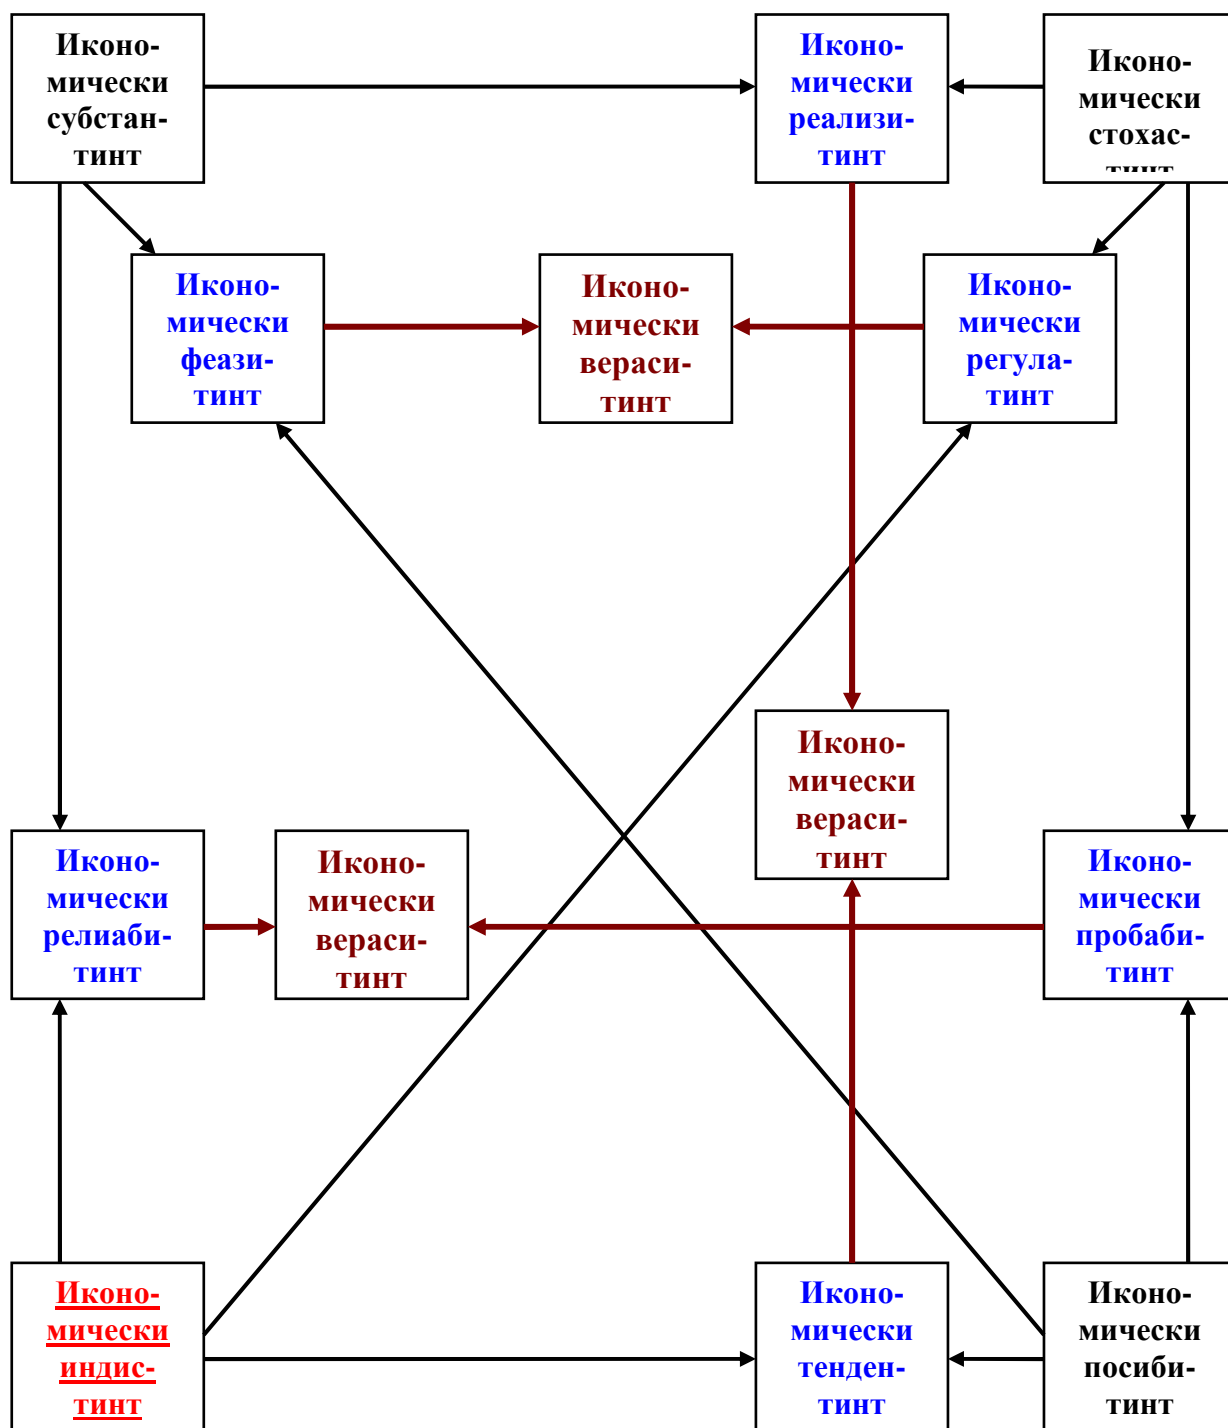 Иконо-
мически
субстан-
тинт
Иконо-
мически
реализи-
тинт
Иконо-
мически
стохас-
тинт
Иконо-
мически
феази-
тинт
Иконо-
мически
вераси-
тинт
Иконо-
мически
регула-
тинт
Иконо-
мически
вераси-
тинт
Иконо-
мически
релиаби-
тинт
Иконо-
мически
вераси-
тинт
Иконо-
мически
пробаби-
тинт
Иконо-
мически
индис-
тинт
Иконо-
мически
тенден-
тинт
Иконо-
мически
посиби-
тинт